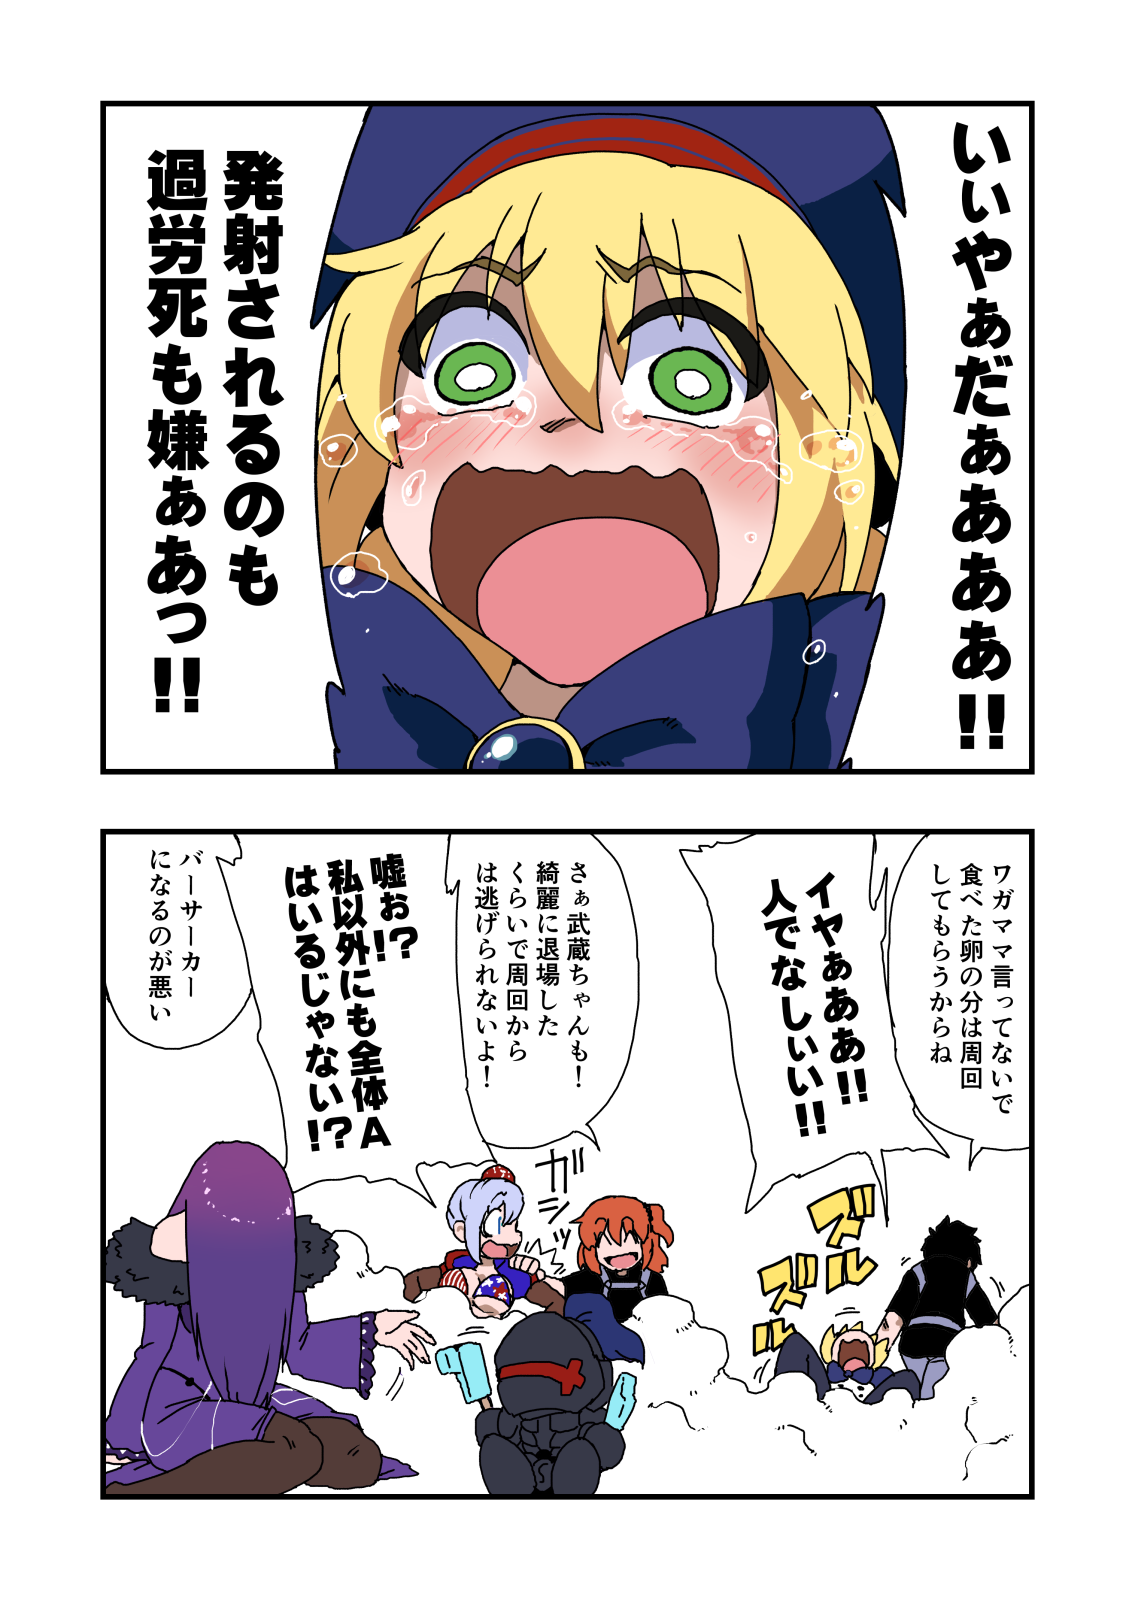 いぃやぁだぁあああ!!
発射されるのも
過労死も嫌ぁあっ!!
ワガママ言ってないで
食べた卵の分は周回
してもらうからね
イヤぁああ!!
人でなしぃい!!
ズル
ズル
さぁ武蔵ちゃんも!
綺麗に退場した
くらいで周回から
は逃げられないよ!
ガシッ
嘘ぉ!?
私以外にも全体A
はいるじゃない!?
バーサーカー
になるのが悪い